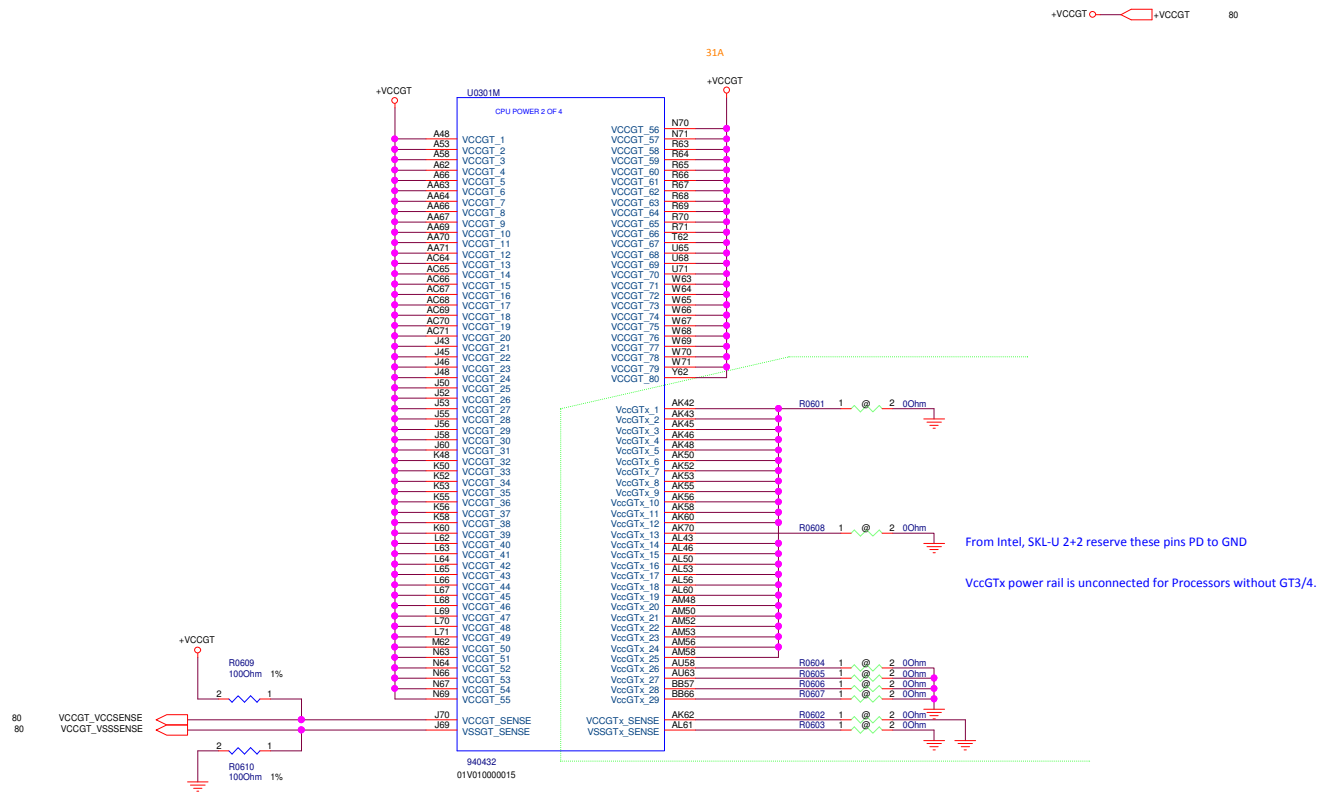 +VCCGT +VCCGT 80
31A
+VCCGT
+VCCGT
U0301M
CPU POWER 2 OF 4
A48 VCCGT_1
A53 VCCGT_2
A58 VCCGT_3
A62 VCCGT_4
A66 VCCGT_5
AA63 VCCGT_6
AA64 VCCGT_7
AA66 VCCGT_8
AA67 VCCGT_9
AA69 VCCGT_10
AA70 VCCGT_11
AA71 VCCGT_12
AC64 VCCGT_13
AC65 VCCGT_14
AC66 VCCGT_15
AC67 VCCGT_16
AC68 VCCGT_17
AC69 VCCGT_18
AC70 VCCGT_19
AC71 VCCGT_20
J43 VCCGT_21
J45 VCCGT_22
J46 VCCGT_23
J48 VCCGT_24
J50 VCCGT_25
J52 VCCGT_26
J53 VCCGT_27
J55 VCCGT_28
J56 VCCGT_29
J58 VCCGT_30
J60 VCCGT_31
K48 VCCGT_32
K50 VCCGT_33
K52 VCCGT_34
K53 VCCGT_35
K55 VCCGT_36
K56 VCCGT_37
K58 VCCGT_38
K60 VCCGT_39
L62 VCCGT_40
L63 VCCGT_41
L64 VCCGT_42
L65 VCCGT_43
L66 VCCGT_44
L67 VCCGT_45
L68 VCCGT_46
L69 VCCGT_47
L70 VCCGT_48
L71 VCCGT_49
M62 VCCGT_50
N63 VCCGT_51
N64 VCCGT_52
N66 VCCGT_53
N67 VCCGT_54
N69 VCCGT_55
J70 VCCGT_SENSE
J69 VSSGT_SENSE
VCCGT_56 N70
VCCGT_57 N71
VCCGT_58 R63
VCCGT_59 R64
VCCGT_60 R65
VCCGT_61 R66
VCCGT_62 R67
VCCGT_63 R68
VCCGT_64 R69
VCCGT_65 R70
VCCGT_66 R71
VCCGT_67 T62
VCCGT_68 U65
VCCGT_69 U68
VCCGT_70 U71
VCCGT_71 W63
VCCGT_72 W64
VCCGT_73 W65
VCCGT_74 W66
VCCGT_75 W67
VCCGT_76 W68
VCCGT_77 W69
VCCGT_78 W70
VCCGT_79 W71
VCCGT_80 Y62
VccGTx_1 AK42 R0601 1 @ 2 0Ohm
VccGTx_2 AK43
VccGTx_3 AK45
VccGTx_4 AK46
VccGTx_5 AK48
VccGTx_6 AK50
VccGTx_7 AK52
VccGTx_8 AK53
VccGTx_9 AK55
VccGTx_10 AK56
VccGTx_11 AK58
VccGTx_12 AK60
VccGTx_13 AK70 R0608 1 @ 2 0Ohm
VccGTx_14 AL43
VccGTx_15 AL46
VccGTx_16 AL50
VccGTx_17 AL53
VccGTx_18 AL56
VccGTx_19 AL60
VccGTx_20 AM48
VccGTx_21 AM50
VccGTx_22 AM52
VccGTx_23 AM53
VccGTx_24 AM56
VccGTx_25 AM58
VccGTx_26 AU58 R0604 1 @ 2 0Ohm
VccGTx_27 AU63 R0605 1 @ 2 0Ohm
VccGTx_28 BB57 R0606 1 @ 2 0Ohm
VccGTx_29 BB66 R0607 1 @ 2 0Ohm
VCCGTx_SENSE AK62 R0602 1 @ 2 0Ohm
VSSGTx_SENSE AL61 R0603 1 @ 2 0Ohm
From Intel, SKL-U 2+2 reserve these pins PD to GND
VccGTx power rail is unconnected for Processors without GT3/4.
+VCCGT
R0609
100Ohm 1%
2 1
80 VCCGT_VCCSENSE
80 VCCGT_VSSSENSE
2 1
R0610
100Ohm 1%
940432
01V010000015